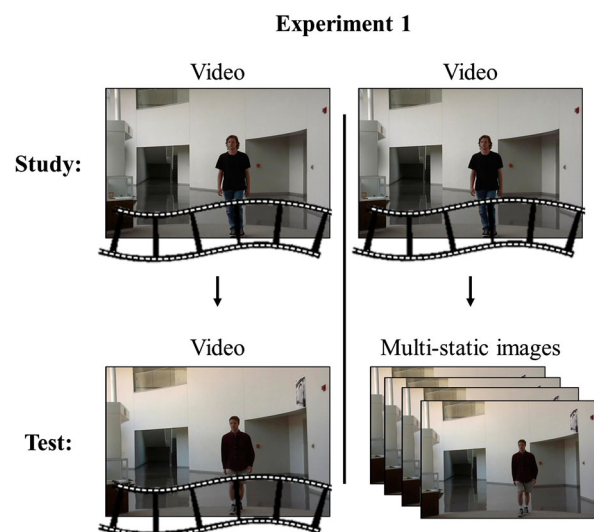 Experiment 1
Video Video
Study:
Video Multi-static images
Test: